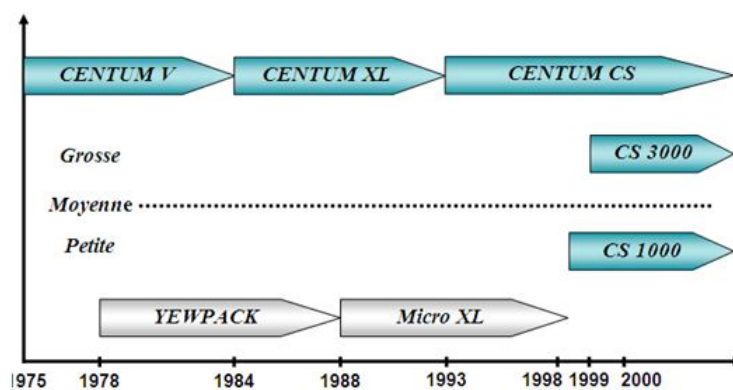 CENTUM V CENTUM XL CENTUM CS
Grosse CS 3000
Moyenne
Petite CS 1000
YEWPACK Micro XL
1975 1978 1984 1988 1993 1998 1999 2000